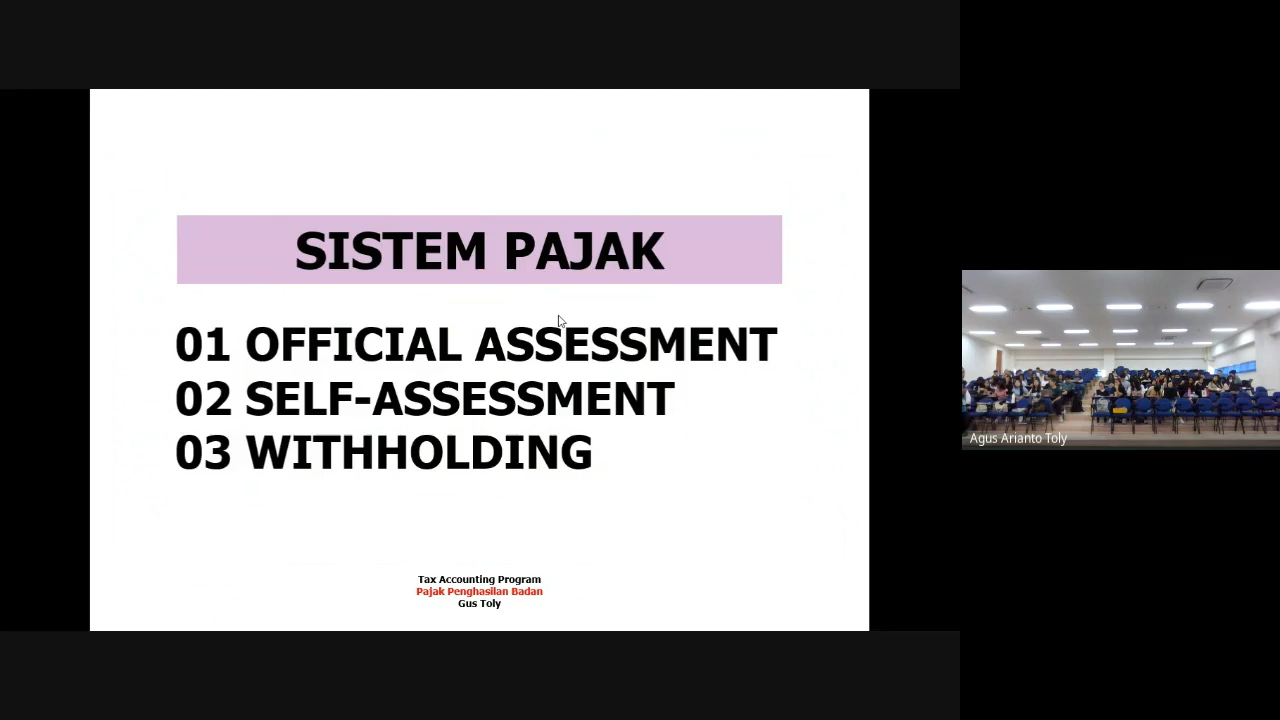 SISTEM PAJAK
01 OFFICIAL ASSESSMENT
02 SELF-ASSESSMENT
03 WITHHOLDING
Tax Accounting Program
Pajak Penghasilan Badan
Gus Toly
Agus Arianto Toly